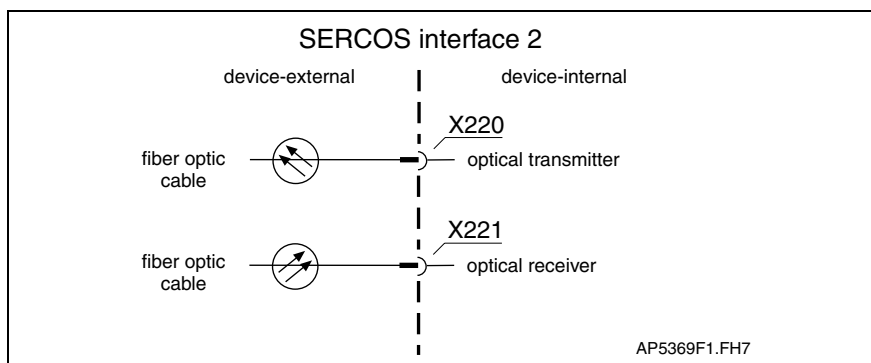 SERCOS interface 2
device-external
device-internal
X220
fiber optic
cable
optical transmitter
X221
fiber optic
cable
optical receiver
AP5369F1.FH7